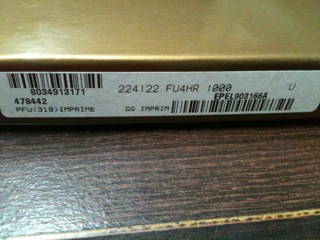 8034913171
224122 FU4HR 1000 U
478442
EPEL903166A
PFU(319)IMPRIME GG IMPRIM